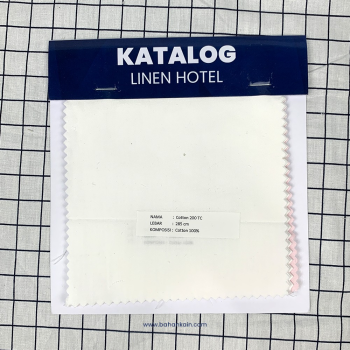 KATALOG
LINEN HOTEL
NAMA : Cotton 200 TC
LEBAR : 285 cm
KOMPOSISI : Cotton 100%
www.bahankain.com